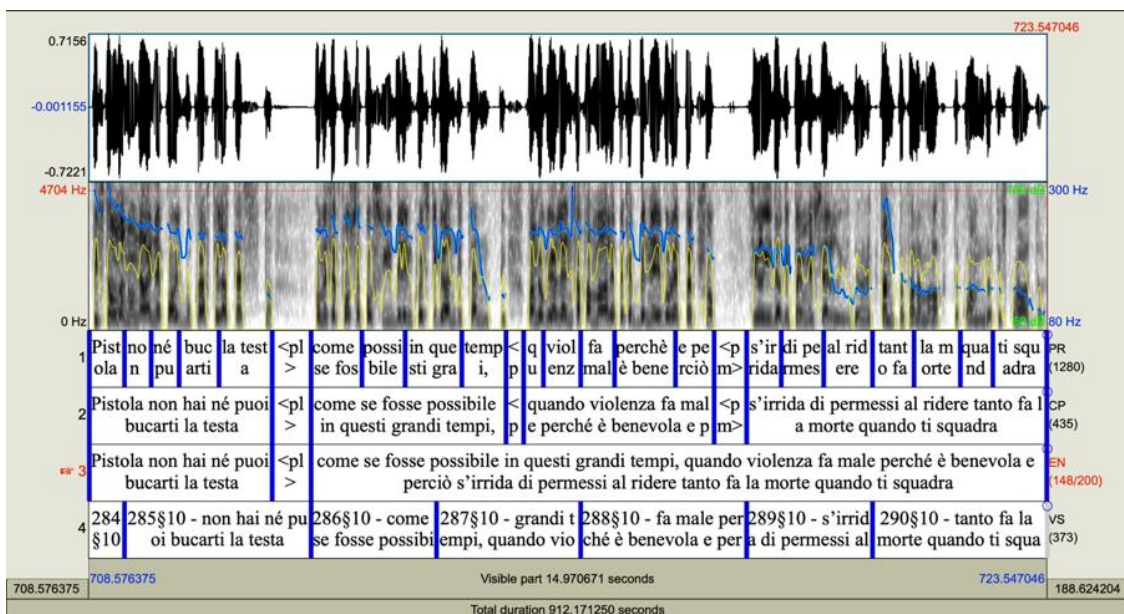 723.547046
0.7156
-0.001155
-0.7221
4704 Hz 300 Hz
0 Hz 80 Hz
Pist no né buc la test <pl come possi in que temp < q viol fa perchè e pe <p s'ir di pe al rid tant la m qua ti squ PR
1 ola n pu arti a > se fos bile sti gra i, p u enz mal è bene rciò m> rida rmes ere o fa orte nd adra (1280)
Pistola non hai né puoi <pl come se fosse possibile < quando violenza fa mal <p s'irrida di permessi al ridere tanto fa l CP
2 bucarti la testa > in questi grandi tempi, p e perché è benevola e p m> a morte quando ti squadra (435)
Pistola non hai né puoi <pl come se fosse possibile in questi grandi tempi, quando violenza fa male perché è benevola e EN
3 bucarti la testa > perciò s'irrida di permessi al ridere tanto fa la morte quando ti squadra (148/200)
284 285§10 - non hai né pu 286§10 - come 287§10 - grandi t 288§10 - fa male per 289§10 - s'irrid 290§10 - tanto fa la VS
4 §10 oi bucarti la testa se fosse possibi empi, quando vio ché è benevola e per a di permessi al morte quando ti squa (373)
708.576375 Visible part 14.970671 seconds 723.547046
708.576375 188.624204
Total duration 912.171250 seconds